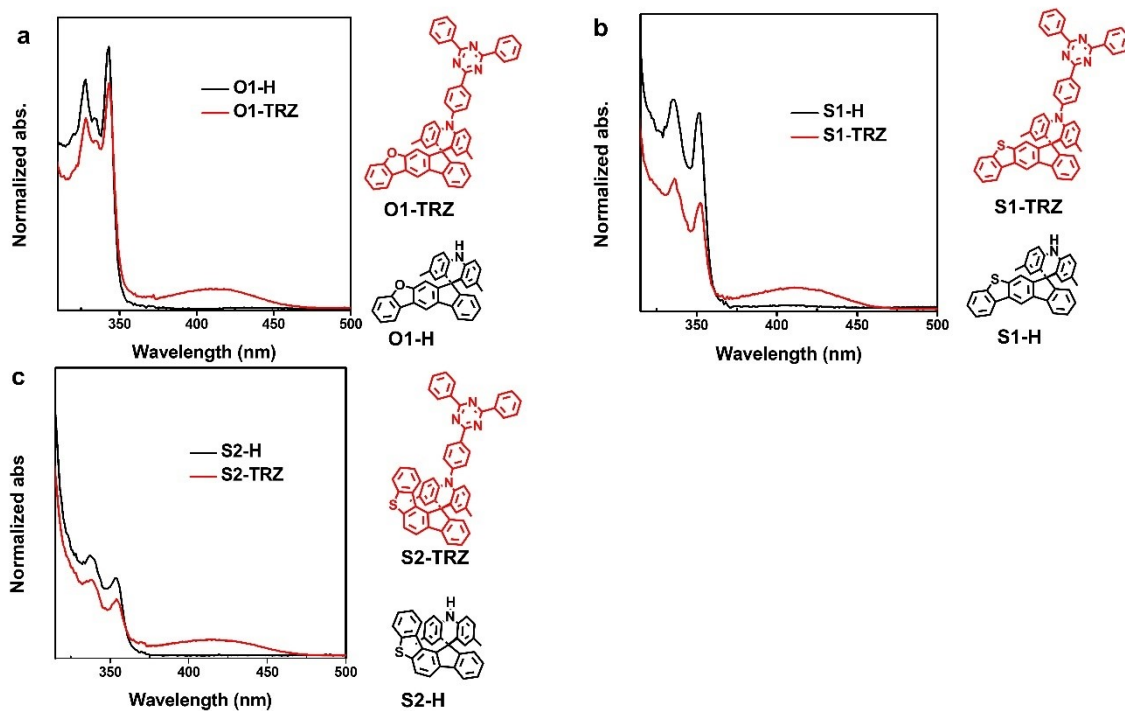 a
Normalized abs.
O1-H
O1-TRZ
350
400
450
500
Wavelength (nm)
N
N
N
N
O
O1-TRZ
H
N
O
O1-H
b
Normalized abs.
S1-H
S1-TRZ
350
400
450
500
Wavelength (nm)
N
N
N
N
S
S1-TRZ
H
N
S
S1-H
c
Normalized abs
S2-H
S2-TRZ
350
400
450
500
Wavelength (nm)
N
N
N
N
S
S2-TRZ
H
N
S
S2-H